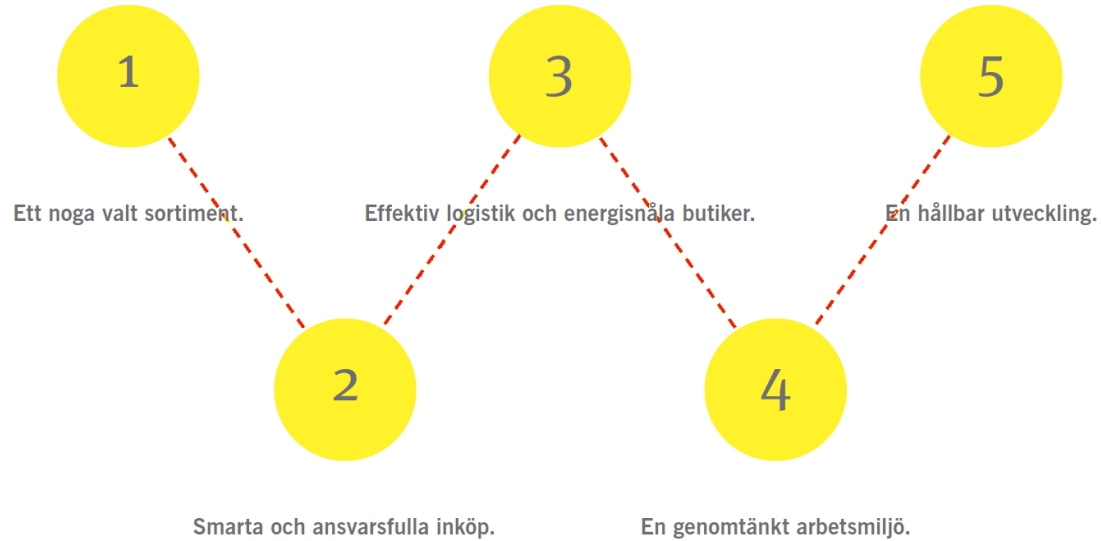 1
Ett noga valt sortiment.
2
Smarta och ansvarsfulla inköp.
3
Effektiv logistik och energisnåla butiker.
4
En genomtänkt arbetsmiljö.
5
En hållbar utveckling.